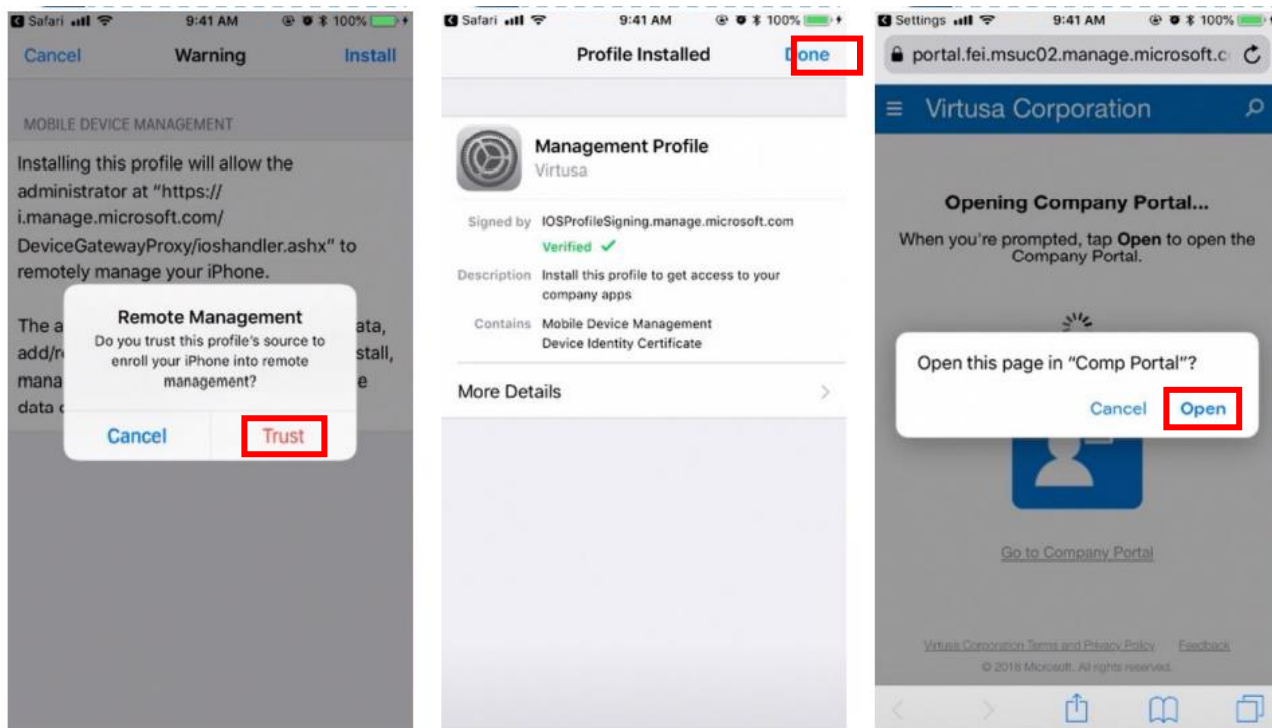 Safari 9:41 AM 100%
Cancel Warning Install
MOBILE DEVICE MANAGEMENT
Installing this profile will allow the
administrator at “https://
i.manage.microsoft.com/
DeviceGatewayProxy/ioshandler.ashx” to
remotely manage your iPhone.
The a ata,
add/r stall,
mana e
data
Remote Management
Do you trust this profile's source to
enroll your iPhone into remote
management?
Cancel Trust
Safari 9:41 AM 100%
Profile Installed Done
Management Profile
Virtusa
Signed by IOSProfileSigning.manage.microsoft.com
Verified ✓
Description Install this profile to get access to your
company apps
Contains Mobile Device Management
Device Identity Certificate
More Details
Settings 9:41 AM 100%
portal.fei.msuc02.manage.microsoft.c
Virtusa Corporation
Opening Company Portal...
When you're prompted, tap Open to open the
Company Portal.
Open this page in “Comp Portal”?
Cancel Open
Go to Company Portal
Virtusa Corporation Terms and Privacy Policy Feedback
© 2018 Microsoft. All rights reserved.